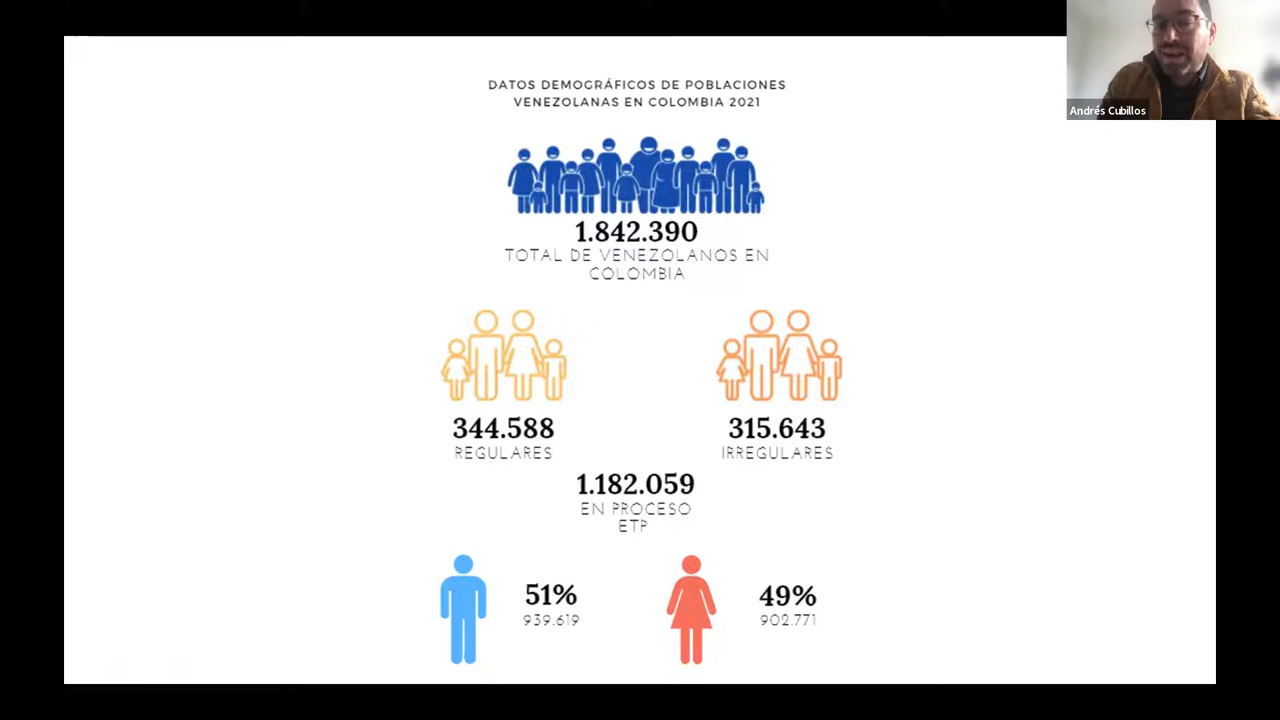 Andrés Cubillos
DATOS DEMOGRÁFICOS DE POBLACIONES
VENEZOLANAS EN COLOMBIA 2021
1.842.390
TOTAL DE VENEZOLANOS EN
COLOMBIA
344.588
REGULARES
315.643
IRREGULARES
1.182.059
EN PROCESO
ETP
51%
939.619
49%
902.771